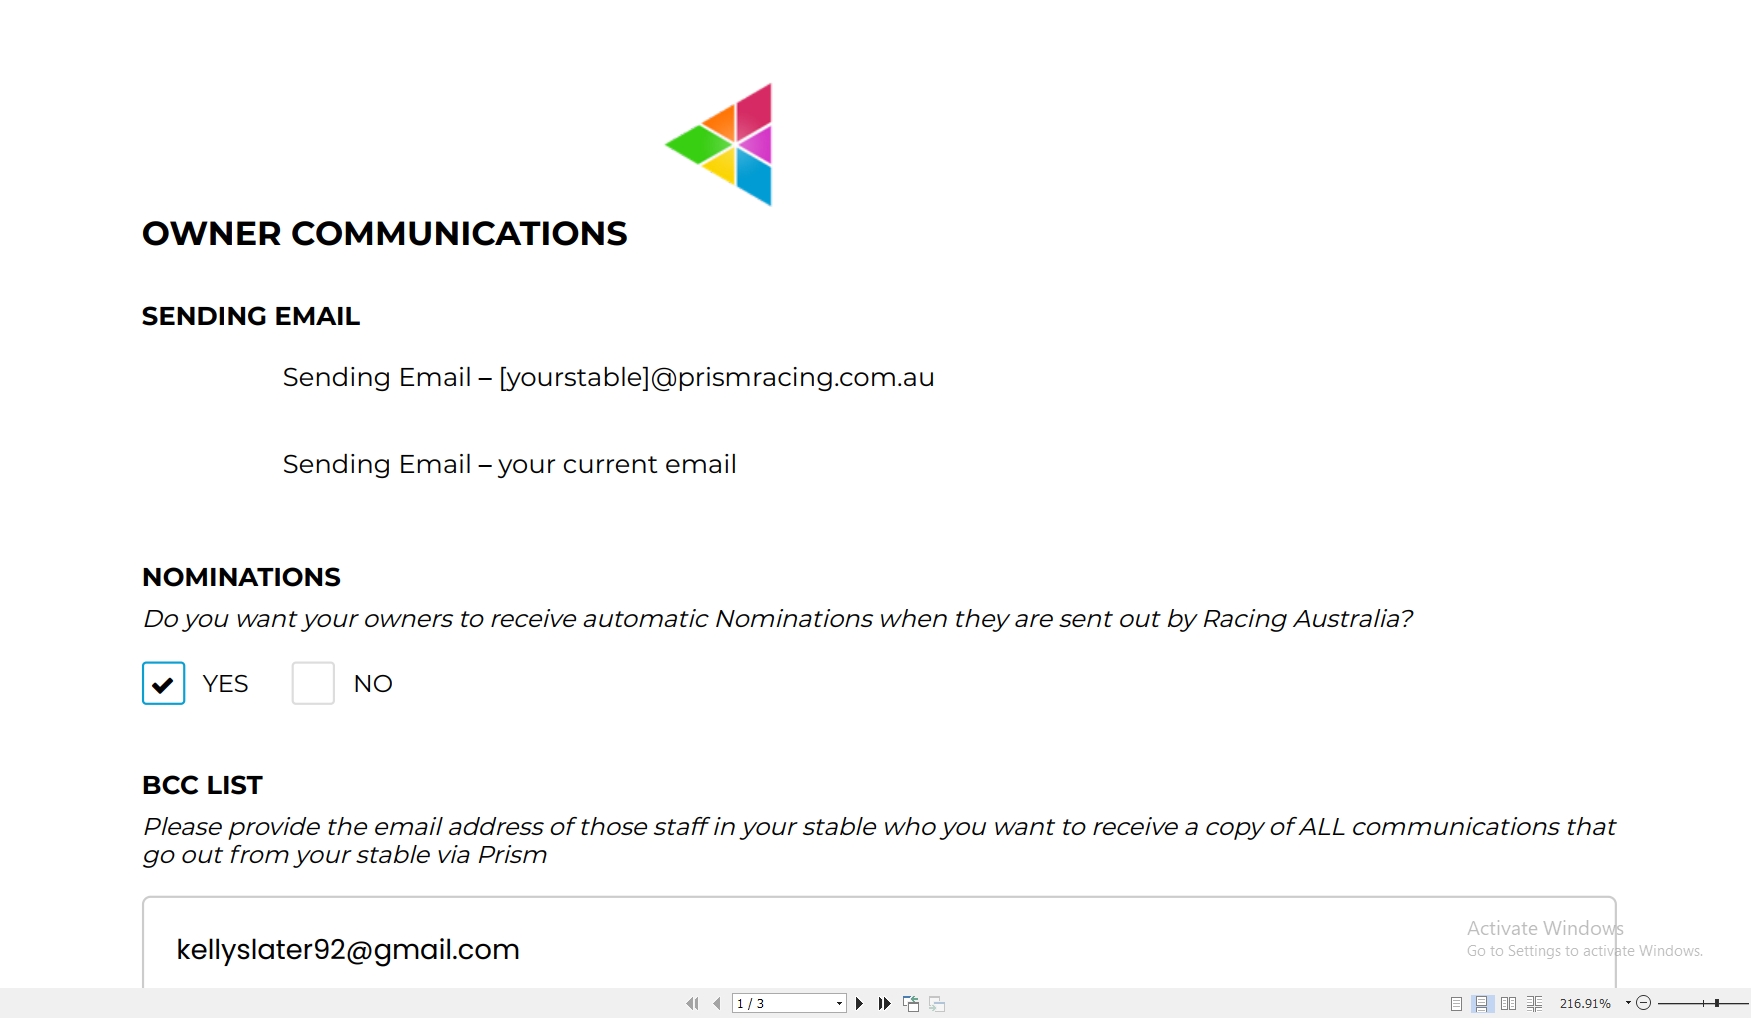 OWNER COMMUNICATIONS
SENDING EMAIL
Sending Email – [yourstable]@prismracing.com.au
Sending Email – your current email
NOMINATIONS
Do you want your owners to receive automatic Nominations when they are sent out by Racing Australia?
YES NO
BCC LIST
Please provide the email address of those staff in your stable who you want to receive a copy of ALL communications that
go out from your stable via Prism
kellyslater92@gmail.com
Activate Windows
Go to Settings to activate Windows.
1 / 3
216.91%